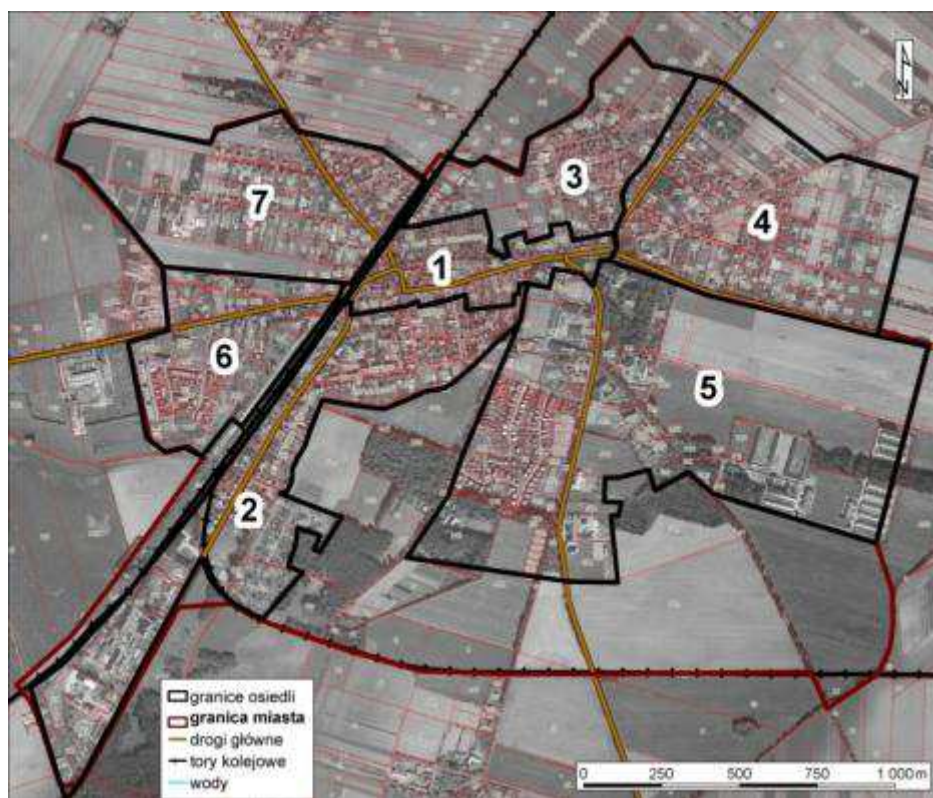 N
3
7
4
1
6
5
2
granice osiedli
granica miasta
drogi główne
tory kolejowe
wody
0 250 500 750 1 000 m